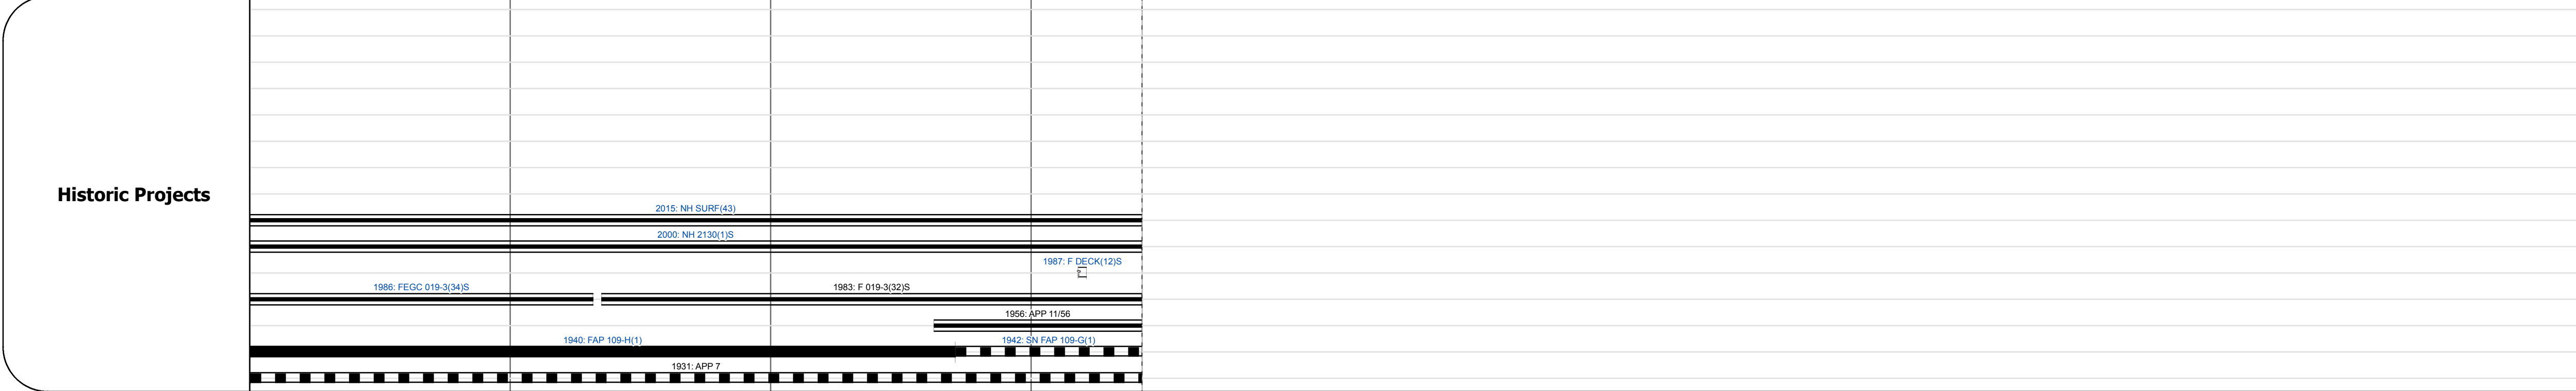 Historic Projects
2015: NH SURF(43)
2000: NH 2130(1)S
1987: F DECK(12)S
1986: FEGC 019-3(34)S
1983: F 019-3(32)S
1956: APP 11/56
1940: FAP 109-H(1)
1942: SN FAP 109-G(1)
1931: APP 7